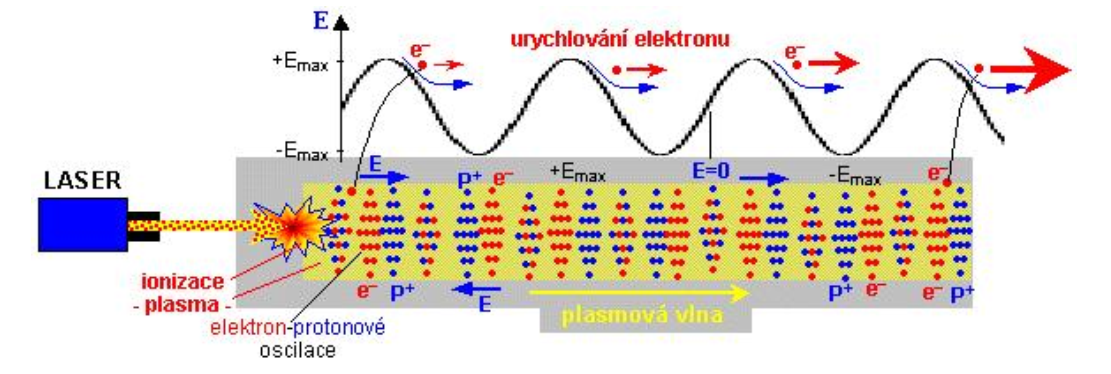 E
+Emax
-Emax
e–
urychlování elektronu
e–
LASER
E
p+
e–
+Emax
E=0
-Emax
e–
ionizace
- plasma -
e–
p+
E
plasmová vlna
p+
e–
e–
p+
elektron-protonové
oscilace